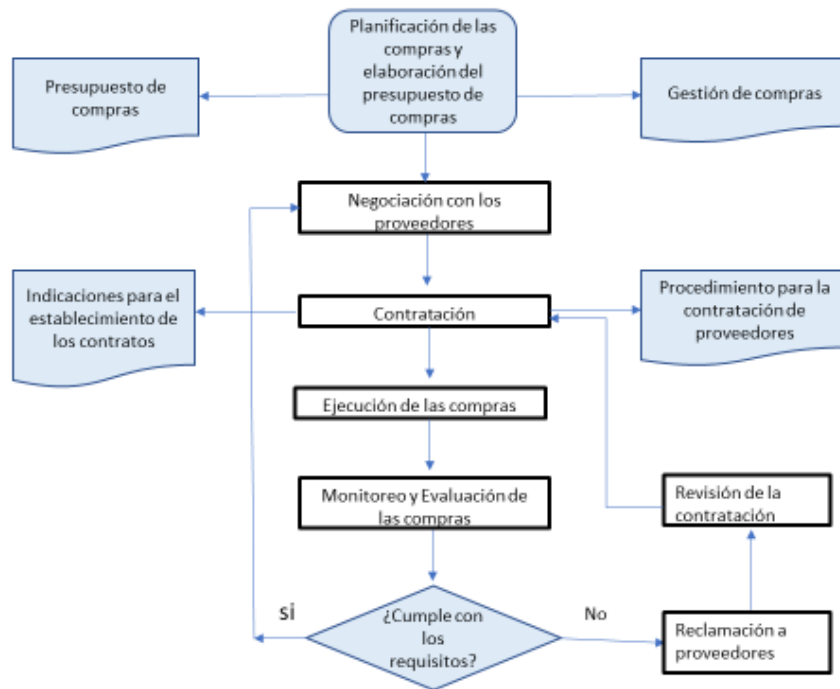 Planificación de las
compras y
elaboración del
presupuesto de
compras
Presupuesto de
compras
Gestión de compras
Negociación con los
proveedores
Indicaciones para el
establecimiento de
los contratos
Contratación
Procedimiento para la
contratación de
proveedores
Ejecución de las compras
Monitoreo y Evaluación de
las compras
Revisión de la
contratación
si
¿Cumple con
los
requisitos?
No
Reclamación a
proveedores